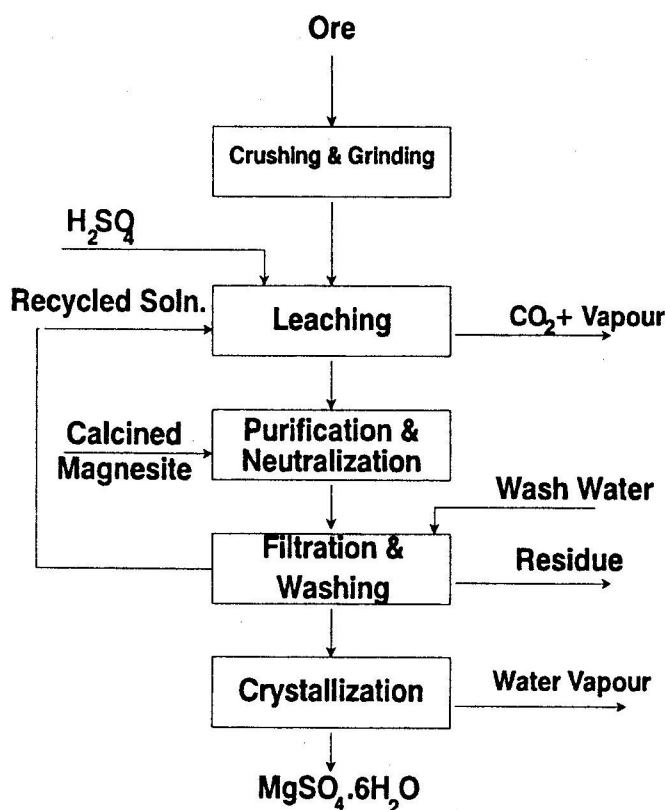 Ore
Crushing & Grinding
H₂SO₄
Recycled Soln.
Leaching
CO₂+ Vapour
Calcined
Magnesite
Purification &
Neutralization
Wash Water
Filtration &
Washing
Residue
Crystallization
Water Vapour
MgSO₄.6H₂O